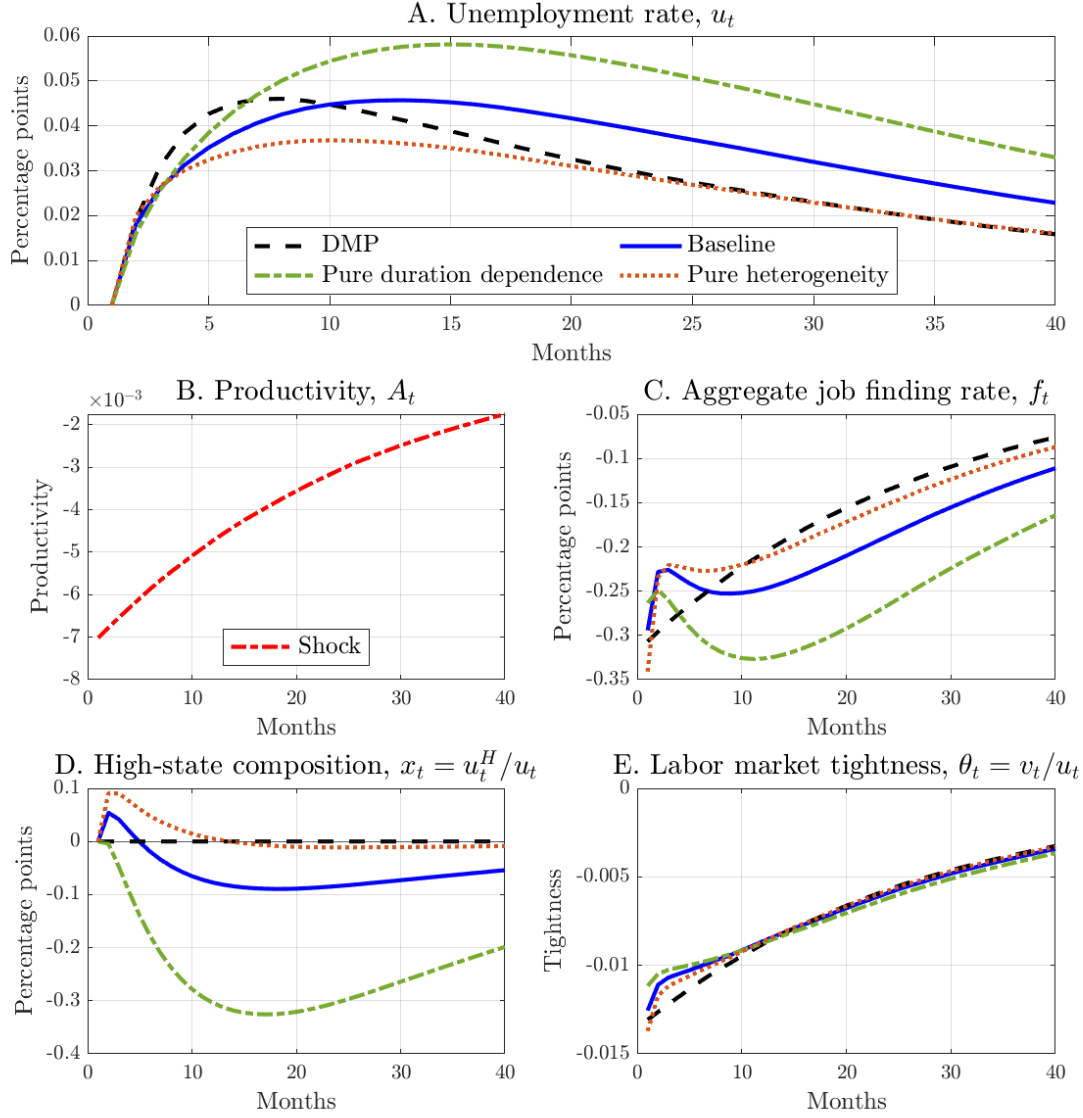 A. Unemployment rate, u_t
Percentage points
0.06
0.05
0.04
0.03
0.02
0.01
0
DMP
Baseline
Pure duration dependence
Pure heterogeneity
0 5 10 15 20 25 30 35 40
Months
B. Productivity, A_t
×10⁻³
Productivity
-2
-3
-4
-5
-6
-7
-8
Shock
0 10 20 30 40
Months
C. Aggregate job finding rate, f_t
Percentage points
-0.05
-0.1
-0.15
-0.2
-0.25
-0.3
-0.35
0 10 20 30 40
Months
D. High-state composition, x_t = u_t^H/u_t
Percentage points
0.1
0
-0.1
-0.2
-0.3
-0.4
0 10 20 30 40
Months
E. Labor market tightness, θ_t = v_t/u_t
Tightness
0
-0.005
-0.01
-0.015
0 10 20 30 40
Months